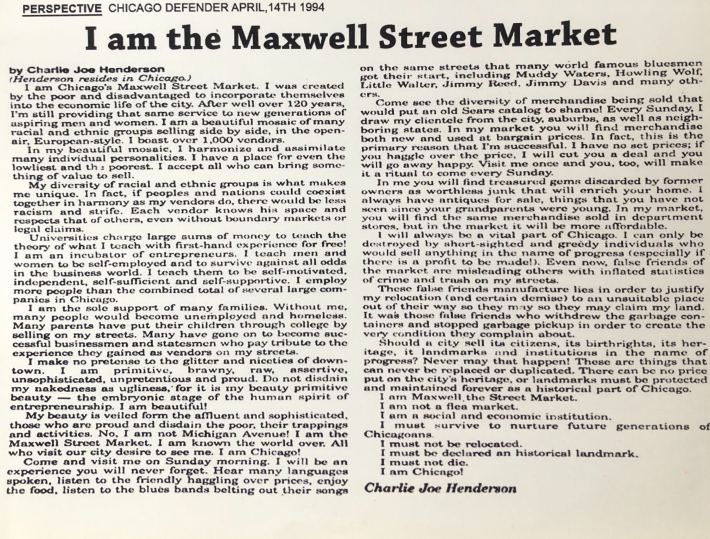 PERSPECTIVE CHICAGO DEFENDER APRIL,14TH 1994
I am the Maxwell Street Market
by Charlie Joe Henderson
(Henderson resides in Chicago.)
I am Chicago's Maxwell Street Market. I was created
by the poor and disadvantaged to incorporate themselves
into the economic life of the city. After well over 120 years,
I'm still providing that same service to new generations of
aspiring men and women. I am a beautiful mosaic of many
racial and ethnic groups selling side by side, in the open-
air, European-style. I boast over 1,000 vendors.
In my beautiful mosaic, I harmonize and assimilate
many individual personalities. I have a place for even the
lowliest and the poorest. I accept all who can bring some-
thing of value to sell.
My diversity of racial and ethnic groups is what makes
me unique. In fact, if peoples and nations could coexist
together in harmony as my vendors do, there would be less
racism and strife. Each vendor knows his space and
respects that of others, even without boundary markets or
legal claims.
Universities charge large sums of money to teach the
theory of what I teach with first-hand experience for free!
I am an incubator of entrepreneurs. I teach men and
women to be self-employed and to survive against all odds
in the business world. I teach them to be self-motivated,
independent, self-sufficient and self-supportive. I employ
more people than the combined total of several large com-
panies in Chicago.
I am the sole support of many families. Without me,
many people would become unemployed and homeless.
Many parents have put their children through college by
selling on my streets. Many have gone on to become suc-
cessful businessmen and statesmen who pay tribute to the
experience they gained as vendors on my streets.
I make no pretense to the glitter and niceties of down-
town. I am primitive, brawny, raw, assertive,
unsophisticated, unpretentious and proud. Do not disdain
my nakedness as ugliness, for it is my beauty primitive
beauty — the embryonic stage of the human spirit of
entrepreneurship. I am beautiful!
My beauty is veiled form the affluent and sophisticated,
those who are proud and disdain the poor, their trappings
and activities. No, I am not Michigan Avenue! I am the
Maxwell Street Market. I am known the world over. All
who visit our city desire to see me. I am Chicago!
Come and visit me on Sunday morning. I will be an
experience you will never forget. Hear many languages
spoken, listen to the friendly haggling over prices, enjoy
the food, listen to the blues bands belting out their songs
on the same streets that many world famous bluesmen
got their start, including Muddy Waters, Howling Wolf,
Little Walter, Jimmy Reed, Jimmy Davis and many oth-
ers.
Come see the diversity of merchandise being sold that
would put an old Sears catalog to shame! Every Sunday, I
draw my clientele from the city, suburbs, as well as neigh-
boring states. In my market you will find merchandise
both new and used at bargain prices. In fact, this is the
primary reason that I'm successful. I have no set prices; if
you haggle over the price, I will cut you a deal and you
will go away happy. Visit me once and you, too, will make
it a ritual to come every Sunday.
In me you will find treasured gems discarded by former
owners as worthless junk that will enrich your home. I
always have antiques for sale, things that you have not
seen since your grandparents were young. In my market,
you will find the same merchandise sold in department
stores, but in the market it will be more affordable.
I will always be a vital part of Chicago. I can only be
destroyed by short-sighted and greedy individuals who
would sell anything in the name of progress (especially if
there is a profit to be made!). Even now, false friends of
the market are misleading others with inflated statistics
of crime and trash on my streets.
These false friends manufacture lies in order to justify
my relocation (and certain demise) to an unsuitable place
out of their way so they may so they may claim my land.
It was those false friends who withdrew the garbage con-
tainers and stopped garbage pickup in order to create the
very condition they complain about.
Should a city sell its citizens, its birthrights, its her-
itage, it landmarks and institutions in the name of
progress? Never may that happen! These are things that
can never be replaced or duplicated. There can be no price
put on the city's heritage, or landmarks must be protected
and maintained forever as a historical part of Chicago.
I am Maxwell the Street Market.
I am not a flea market.
I am a social and economic institution.
I must survive to nurture future generations of
Chicagoans.
I must not be relocated.
I must be declared an historical landmark.
I must not die.
I am Chicago!
Charlie Joe Henderson